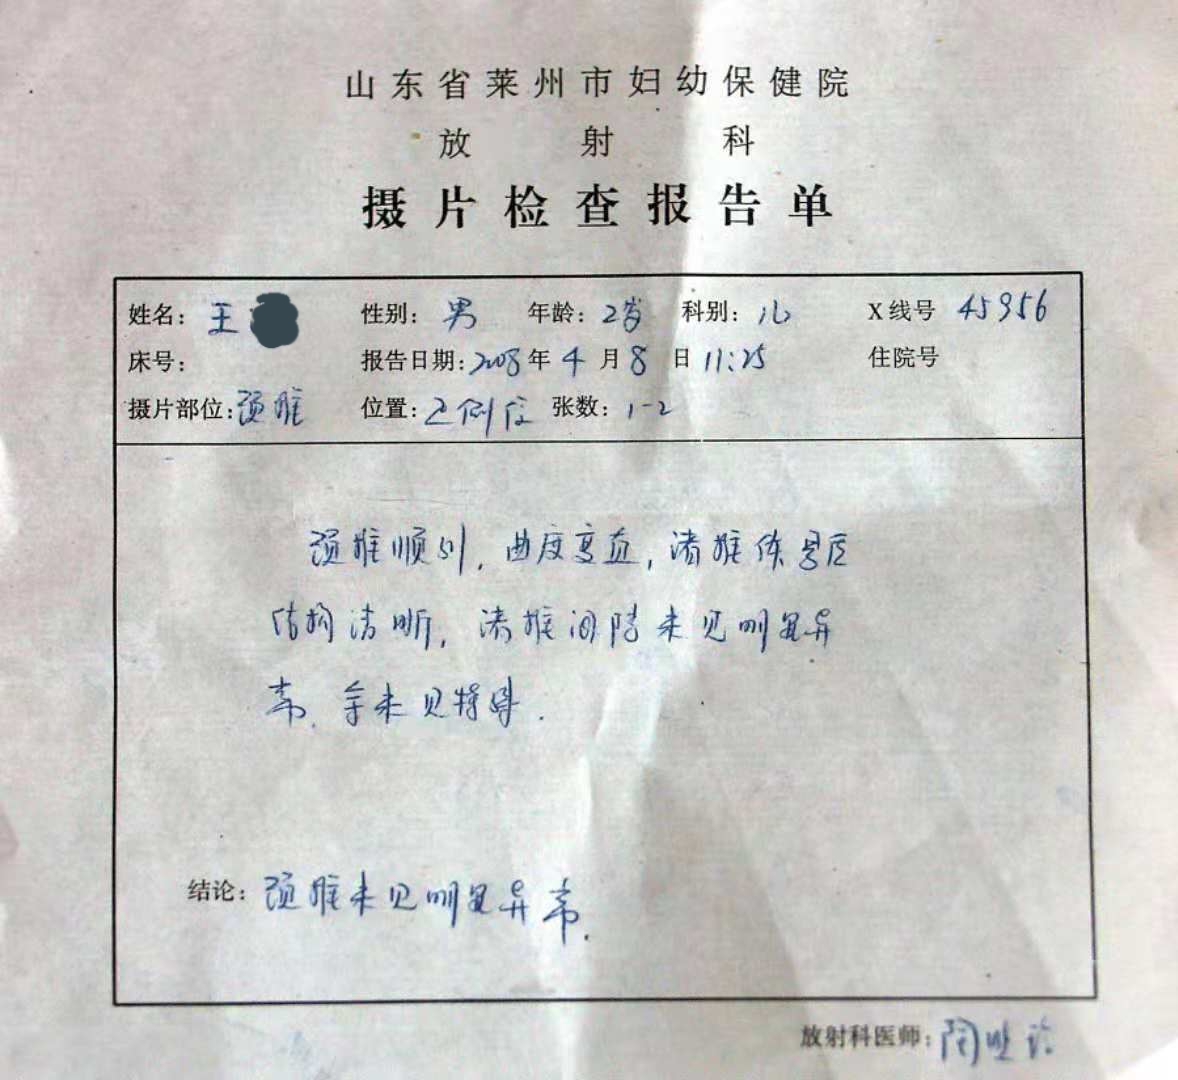 山东省莱州市妇幼保健院
放射科
摄片检查报告单
姓名：王 性别：男 年龄：2岁 科别：儿 X线号 45956
床号： 报告日期：2008年4月8日 11:25 住院号
摄片部位：颈椎 位置：正侧位 张数：1-2
颈椎顺列，曲度变直，诸椎体骨质
结构清晰，诸椎间隙未见明显异
常，余未见特殊．
结论：颈椎未见明显异常．
放射科医师：